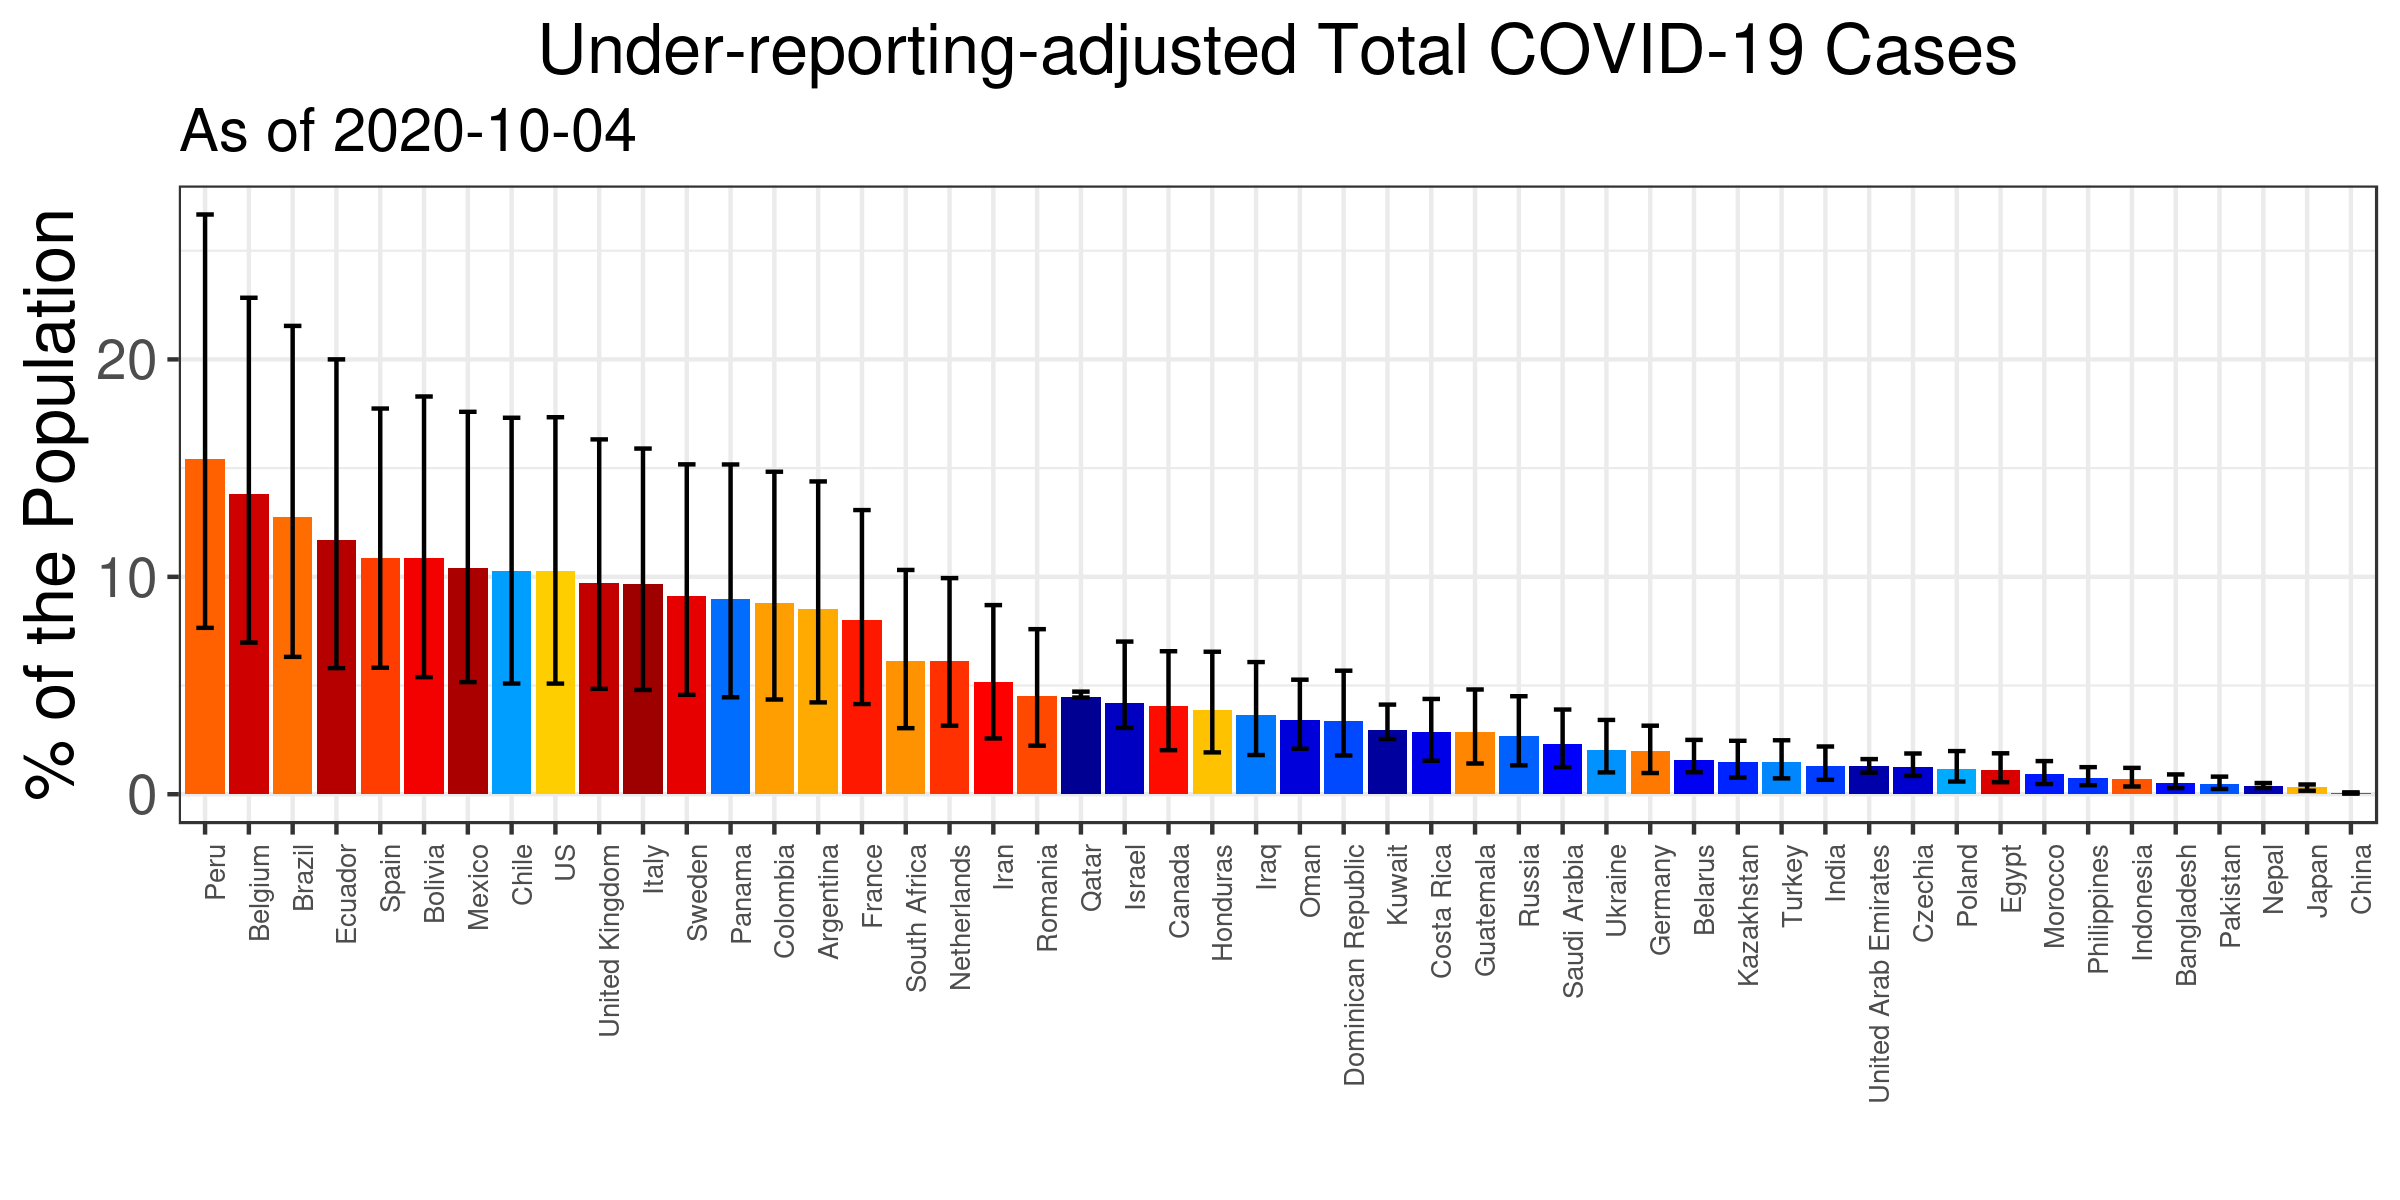 Under-reporting-adjusted Total COVID-19 Cases
As of 2020-10-04
% of the Population
20
10
0
Peru
Belgium
Brazil
Ecuador
Spain
Bolivia
Mexico
Chile
US
United Kingdom
Italy
Sweden
Panama
Colombia
Argentina
France
South Africa
Netherlands
Iran
Romania
Qatar
Israel
Canada
Honduras
Iraq
Oman
Dominican Republic
Kuwait
Costa Rica
Guatemala
Russia
Saudi Arabia
Ukraine
Germany
Belarus
Kazakhstan
Turkey
India
United Arab Emirates
Czechia
Poland
Egypt
Morocco
Philippines
Indonesia
Bangladesh
Pakistan
Nepal
Japan
China